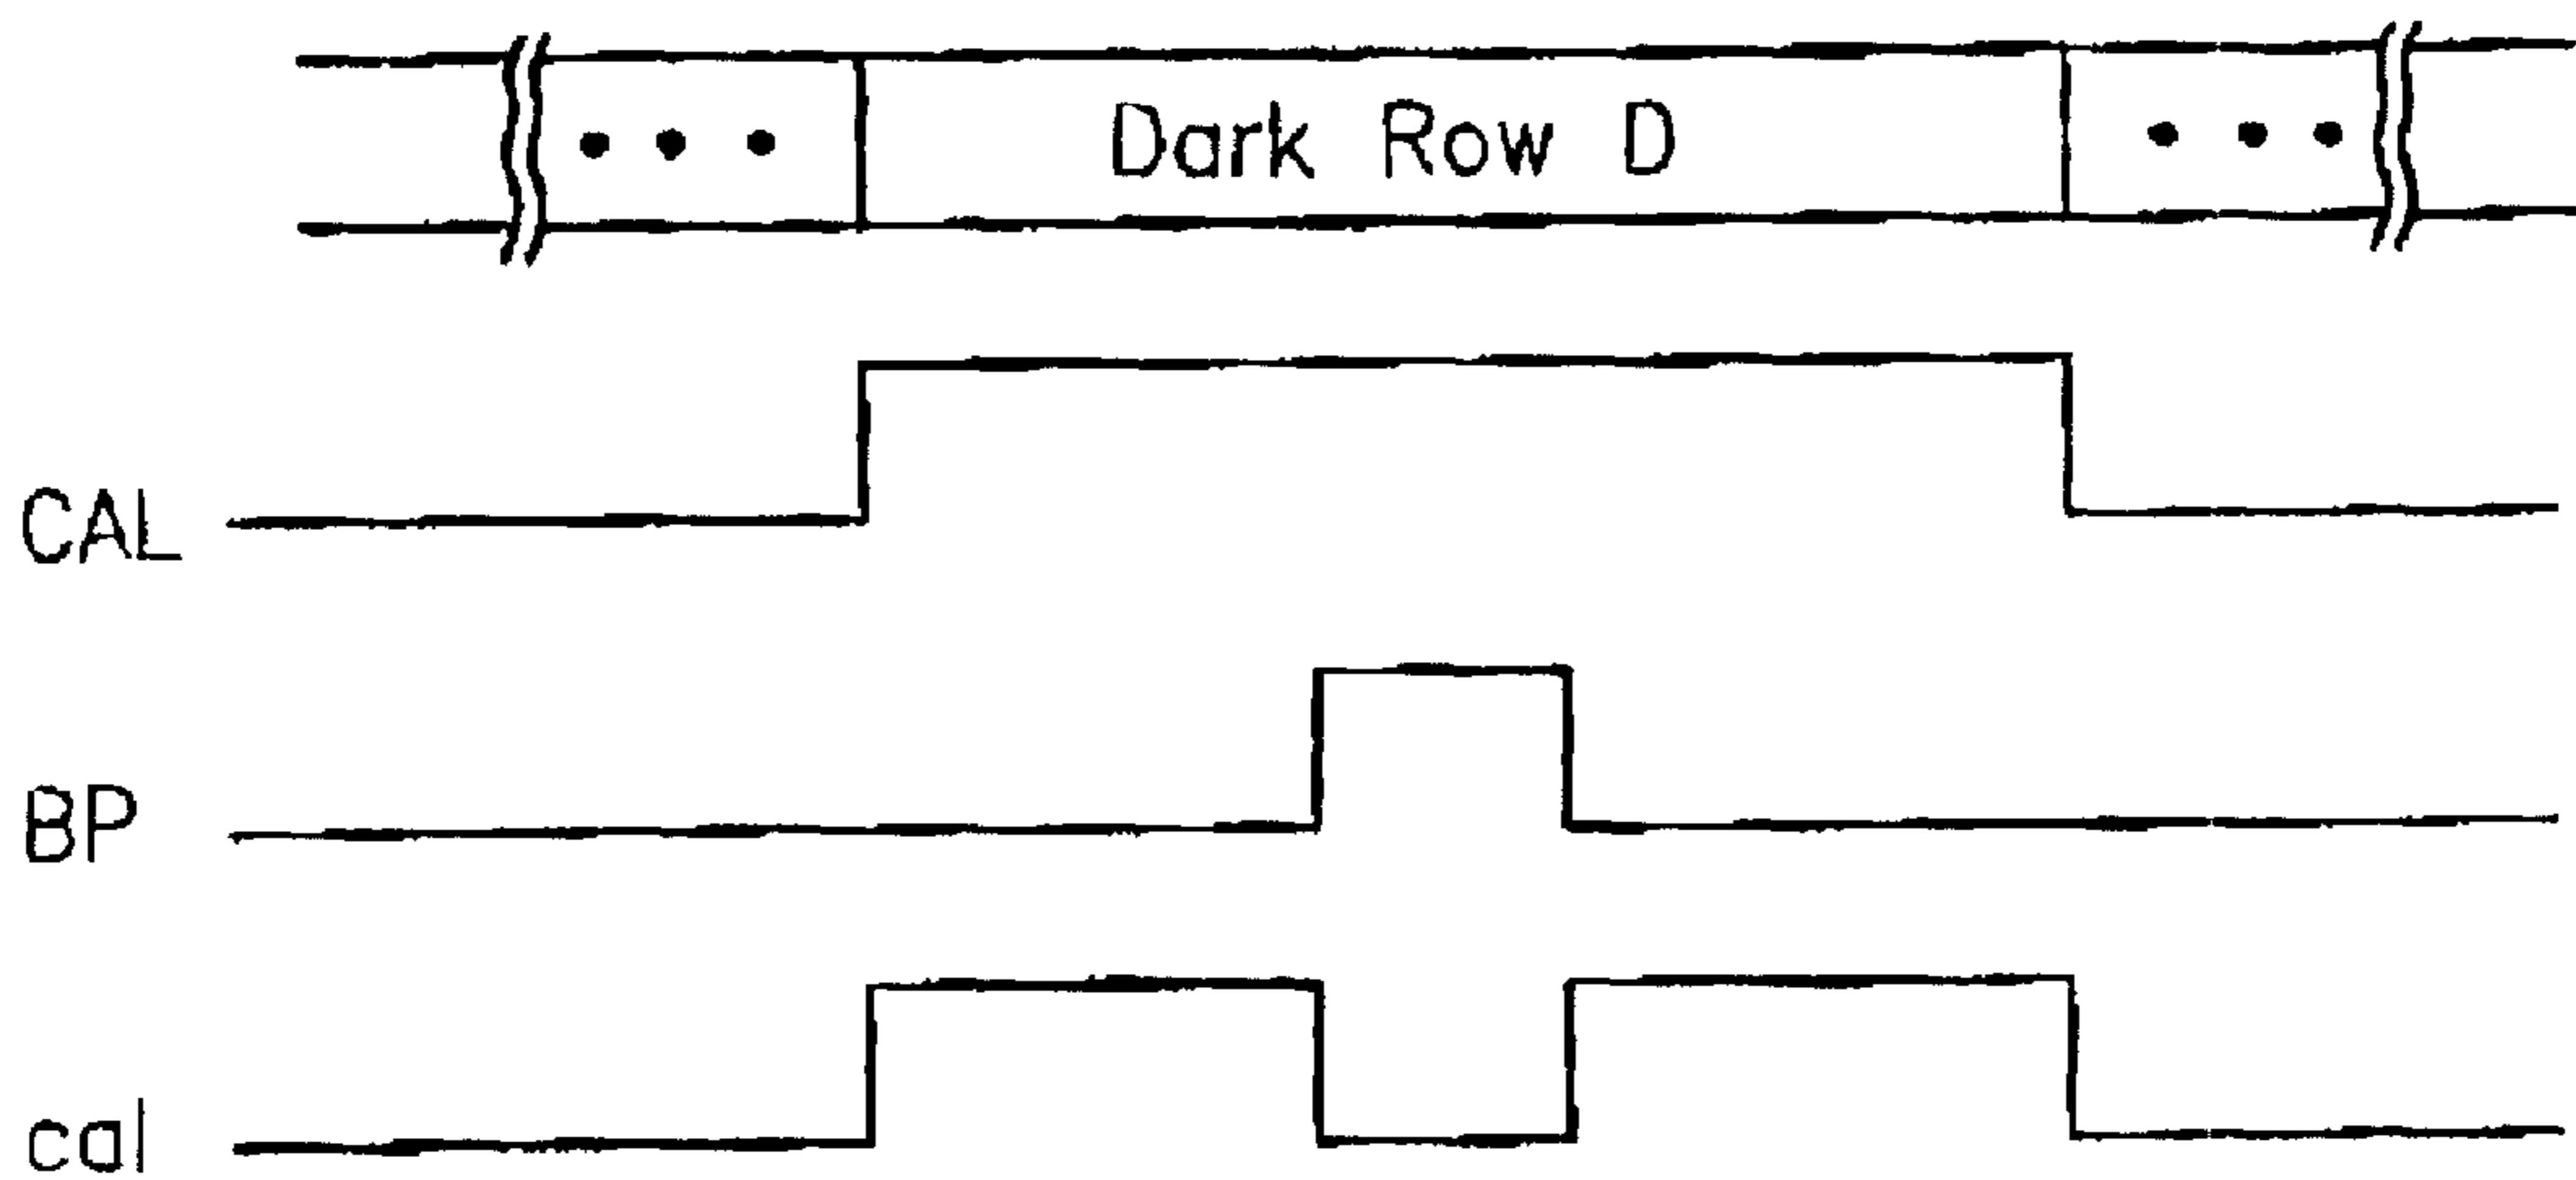 • • •
Dark Row D
• • •
CAL
BP
cal